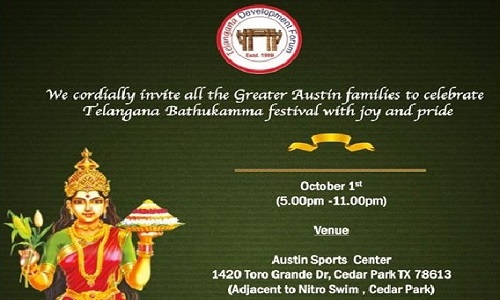 Telangana Development Forum
Estd. 1999
We cordially invite all the Greater Austin families to celebrate
Telangana Bathukamma festival with joy and pride
October 1st
(5.00pm -11.00pm)
Venue
Austin Sports Center
1420 Toro Grande Dr, Cedar Park TX 78613
(Adjacent to Nitro Swim , Cedar Park)